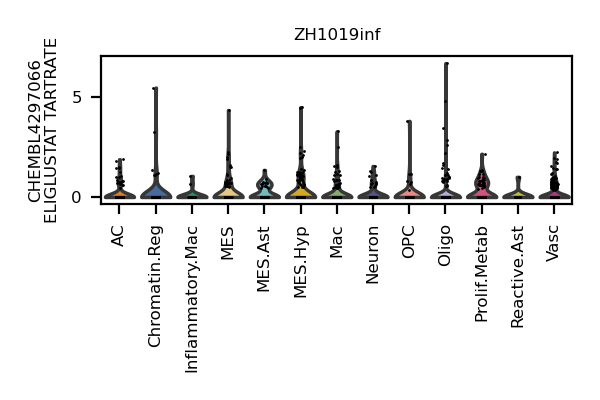 ZH1019inf
CHEMBL4297066
ELIGLUSTAT TARTRATE
5
0
AC
Chromatin.Reg
Inflammatory.Mac
MES
MES.Ast
MES.Hyp
Mac
Neuron
OPC
Oligo
Prolif.Metab
Reactive.Ast
Vasc